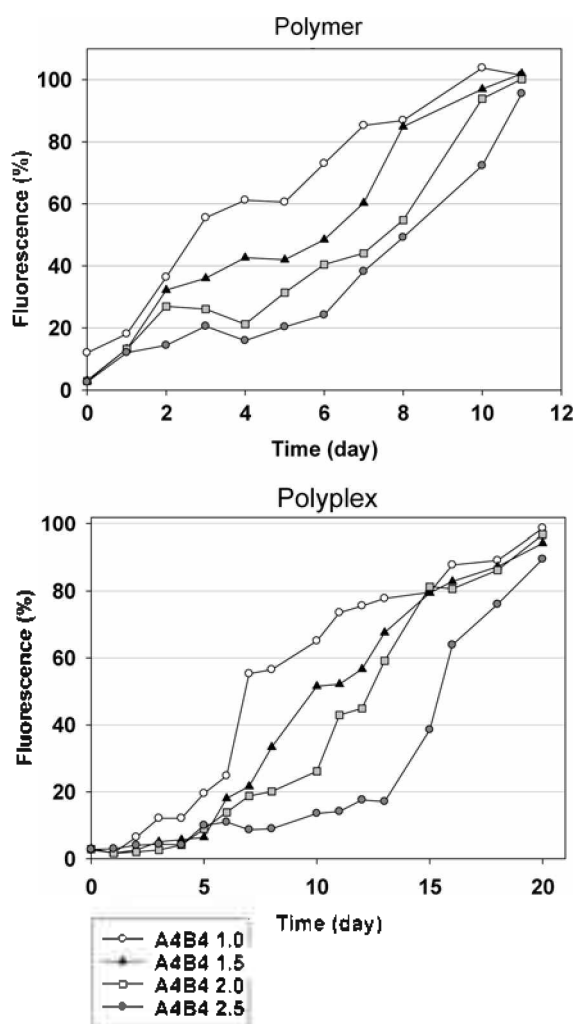 Polymer
Fluorescence (%)
100
80
60
40
20
0
0 2 4 6 8 10 12
Time (day)
Polyplex
Fluorescence (%)
100
80
60
40
20
0
0 5 10 15 20
Time (day)
A4B4 1.0
A4B4 1.5
A4B4 2.0
A4B4 2.5